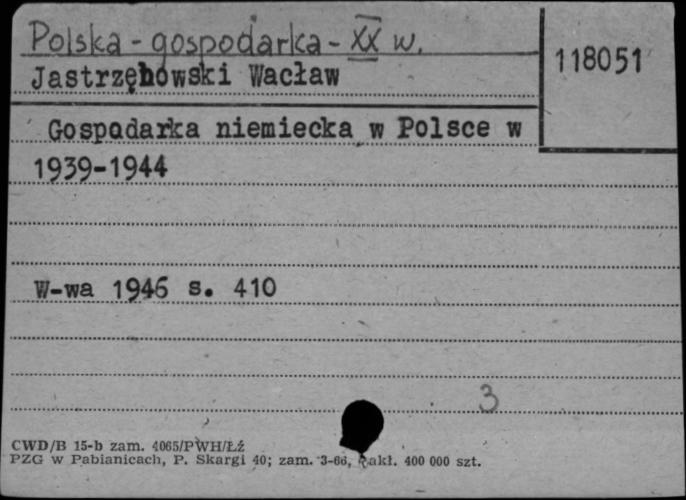 Polska - gospodarka - XX w.
118051
Jastrzębowski Wacław
Gospodarka niemiecka w Polsce w
1939-1944
W-wa 1946 s. 410
3
CWD/B 15-b zam. 4065/PWH/Łź
PZG w Pabianicach, P. Skargi 40; zam. 3-66, nakł. 400 000 szt.